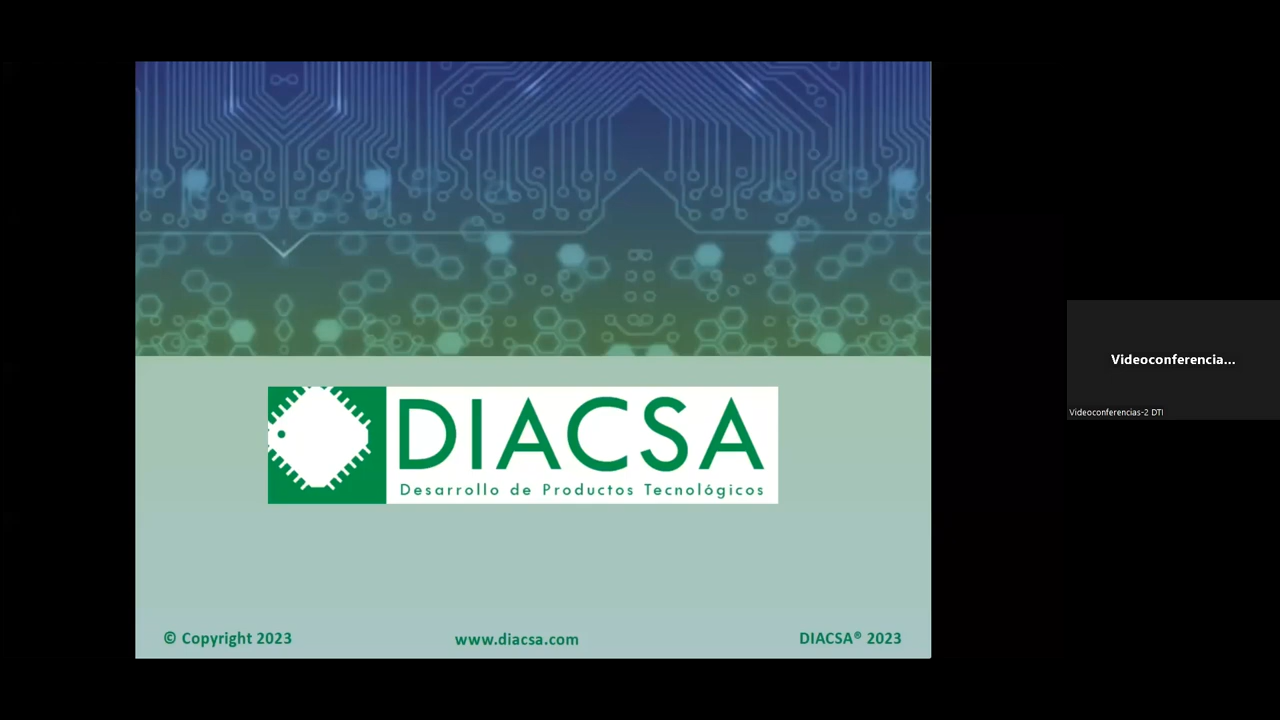 DIACSA
Desarrollo de Productos Tecnológicos
© Copyright 2023
www.diacsa.com
DIACSA® 2023
Videoconferencia...
Videoconferencias-2 DTI